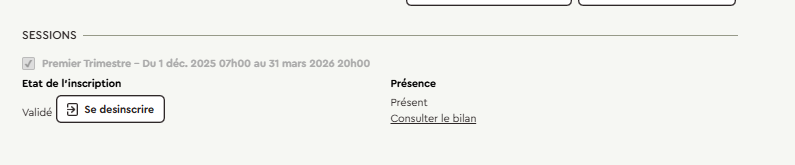 SESSIONS
Premier Trimestre - Du 1 déc. 2025 07h00 au 31 mars 2026 20h00
Etat de l'inscription
Validé Se desinscrire
Présence
Présent
Consulter le bilan